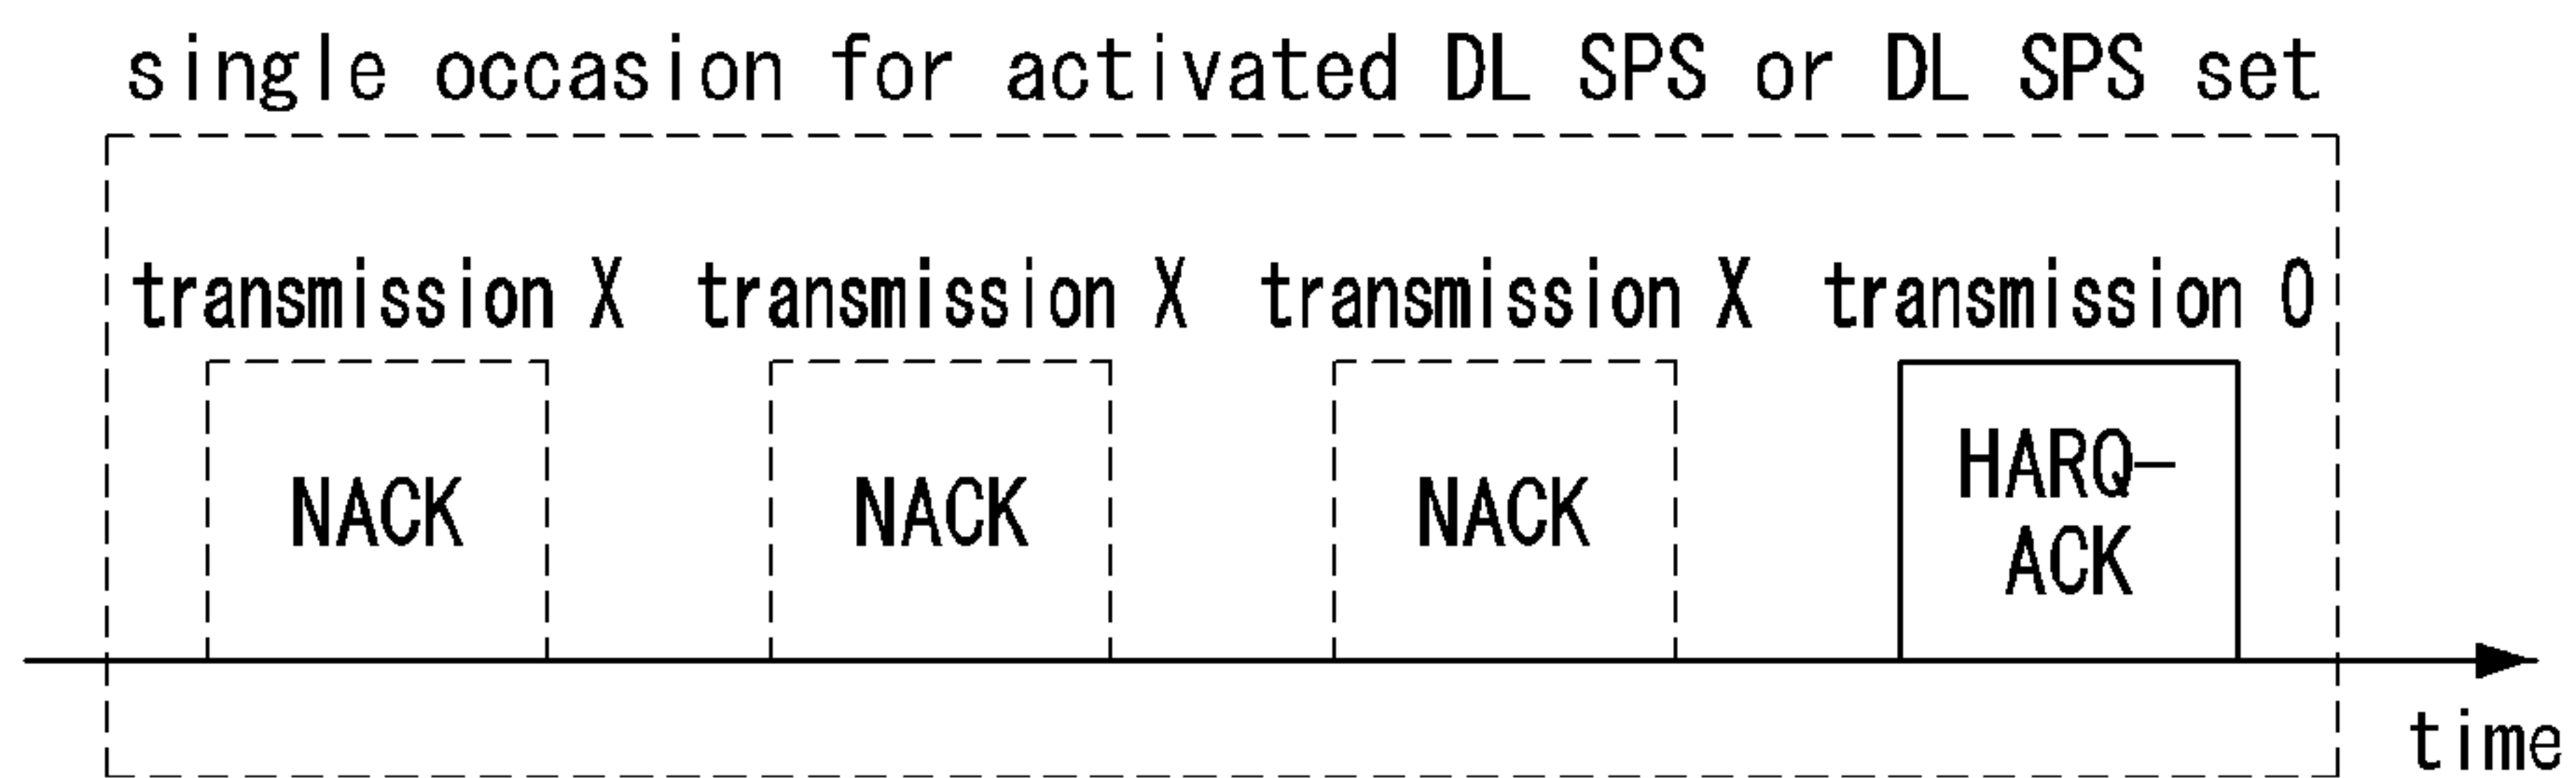 single occasion for activated DL SPS or DL SPS set
transmission X transmission X transmission X transmission O
NACK NACK NACK HARQ-
ACK
time